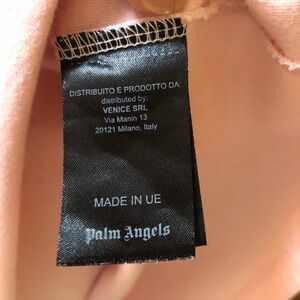 DISTRIBUITO E PRODOTTO DA:
distributed by:
VENICE SRL
Via Manin 13
20121 Milano, Italy
MADE IN UE
Palm Angels